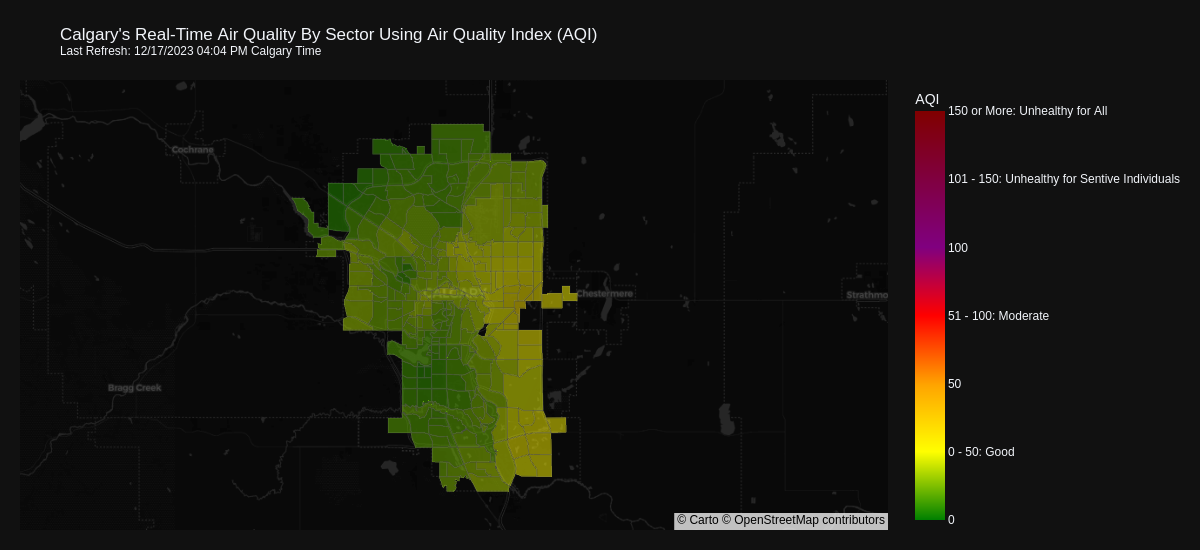 Calgary's Real-Time Air Quality By Sector Using Air Quality Index (AQI)
Last Refresh: 12/17/2023 04:04 PM Calgary Time
AQI
150 or More: Unhealthy for All
Cochrane
101 - 150: Unhealthy for Sentive Individuals
100
CALGARY
Chestermere
Strathmo
51 - 100: Moderate
50
Bragg Creek
0 - 50: Good
0
© Carto © OpenStreetMap contributors